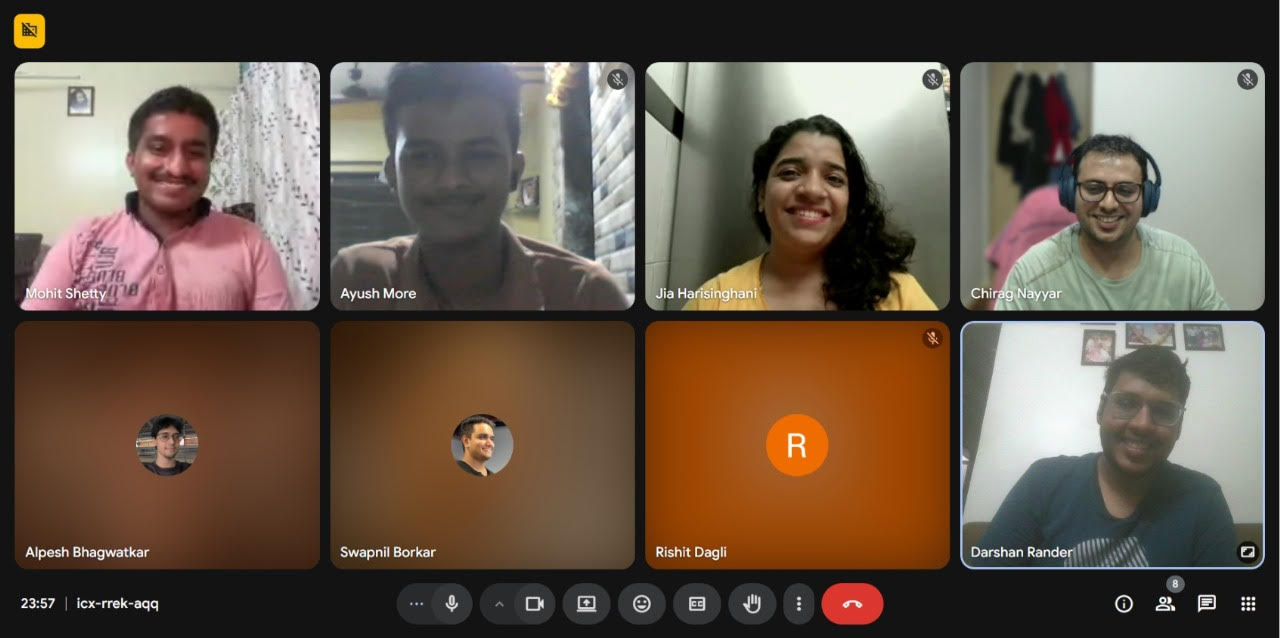 Mohit Shetty
Ayush More
Jia Harisinghani
Chirag Nayyar
Alpesh Bhagwatkar
Swapnil Borkar
R
Rishit Dagli
Darshan Rander
23:57 | icx-rrek-aqq
CC
8